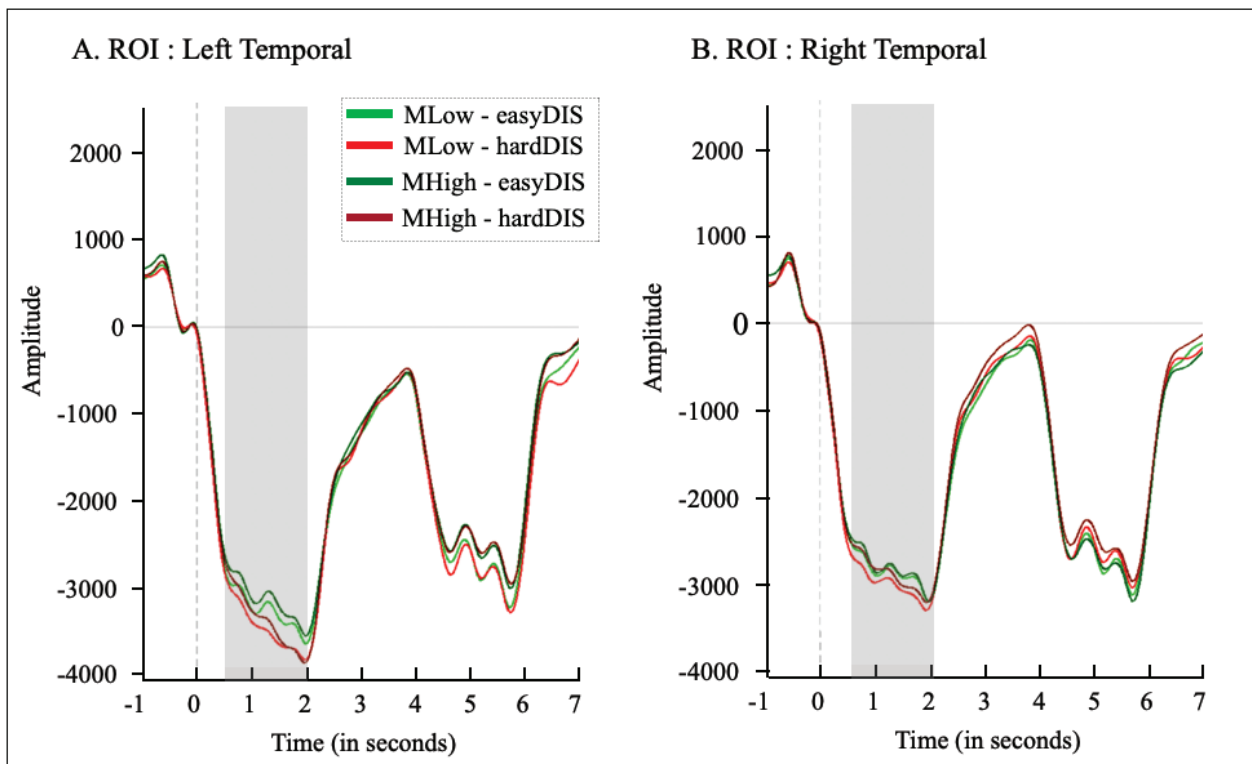 A. ROI : Left Temporal
MLow - easyDIS
MLow - hardDIS
MHigh - easyDIS
MHigh - hardDIS
2000
1000
0
-1000
-2000
-3000
-4000
Amplitude
-1 0 1 2 3 4 5 6 7
Time (in seconds)
B. ROI : Right Temporal
2000
1000
0
-1000
-2000
-3000
-4000
Amplitude
-1 0 1 2 3 4 5 6 7
Time (in seconds)